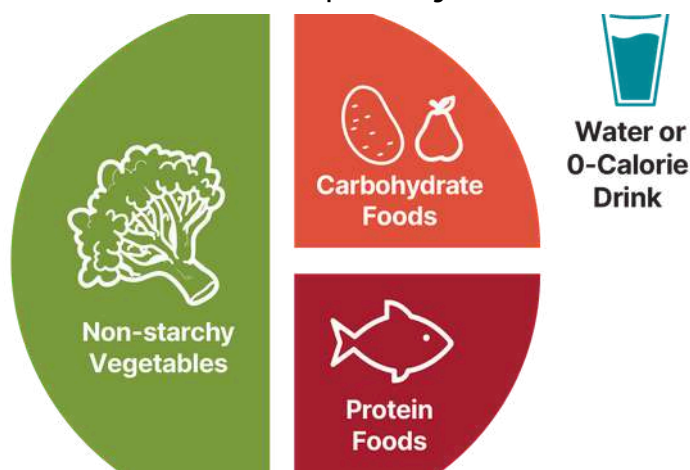 Carbohydrate
Foods
Water or
0-Calorie
Drink
Non-starchy
Vegetables
Protein
Foods